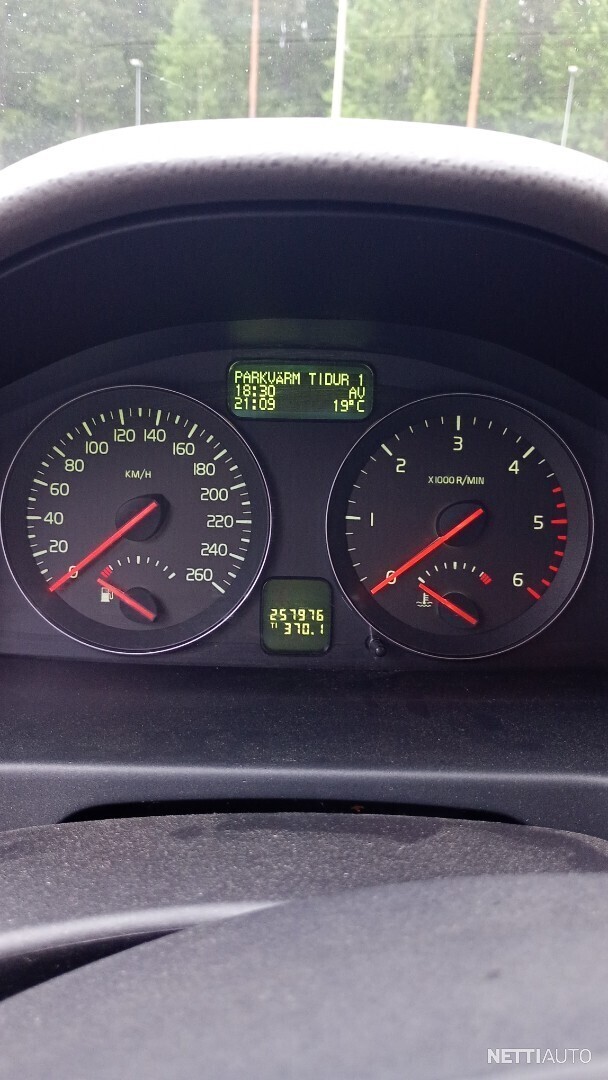 PARKVÄRM TIDUR 1
18:30 AV
21:09 19°C
0 20 40 60 80 100 120 140 160 180 200 220 240 260
KM/H
0 1 2 3 4 5 6
X1000 R/MIN
257976
T1 370.1
NETTIAUTO